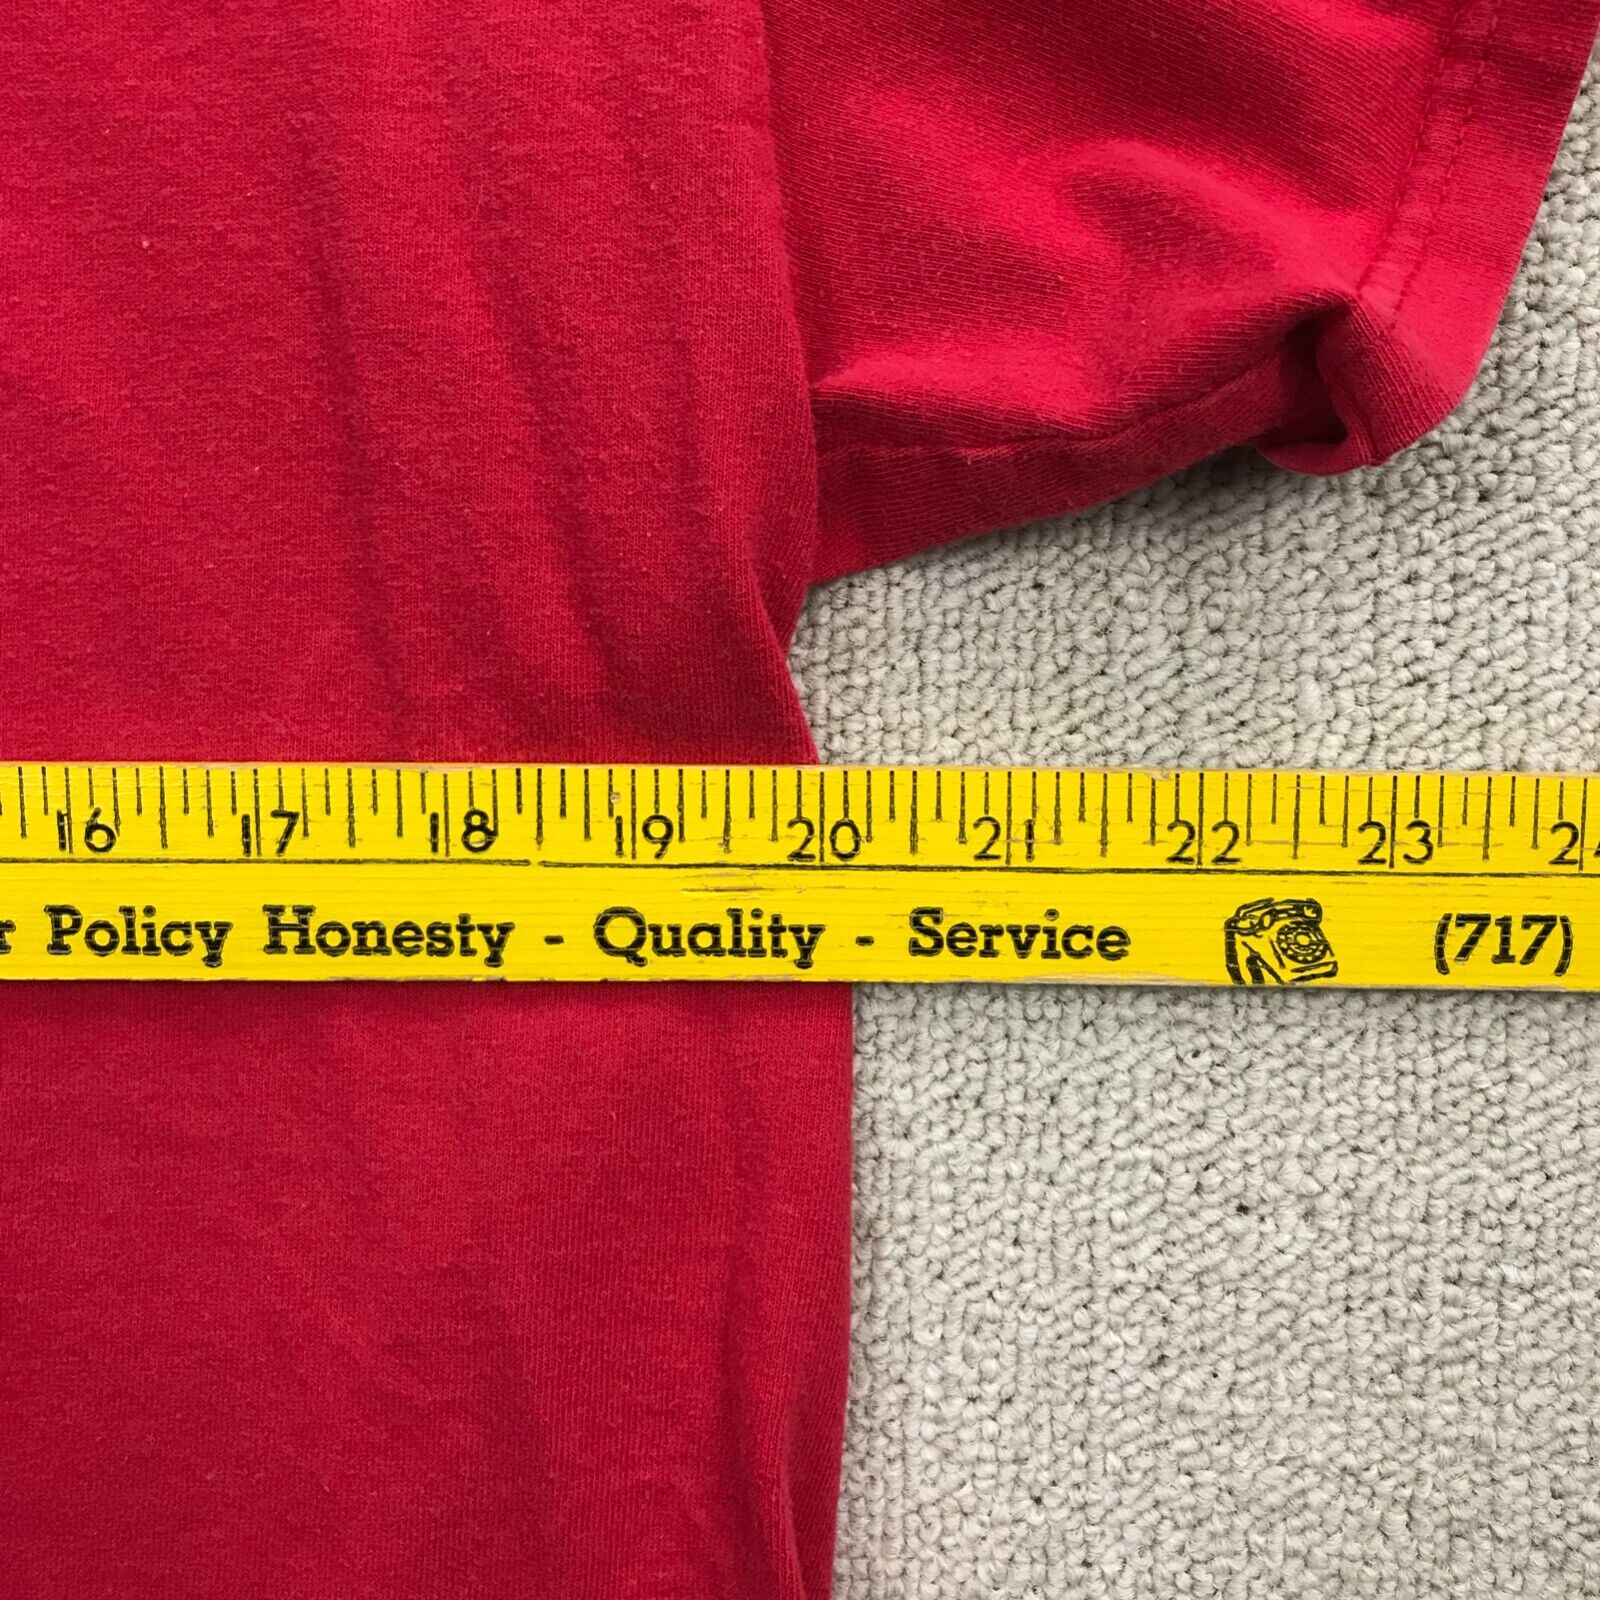 16 17 18 19 20 21 22 23
Policy Honesty - Quality - Service (717)